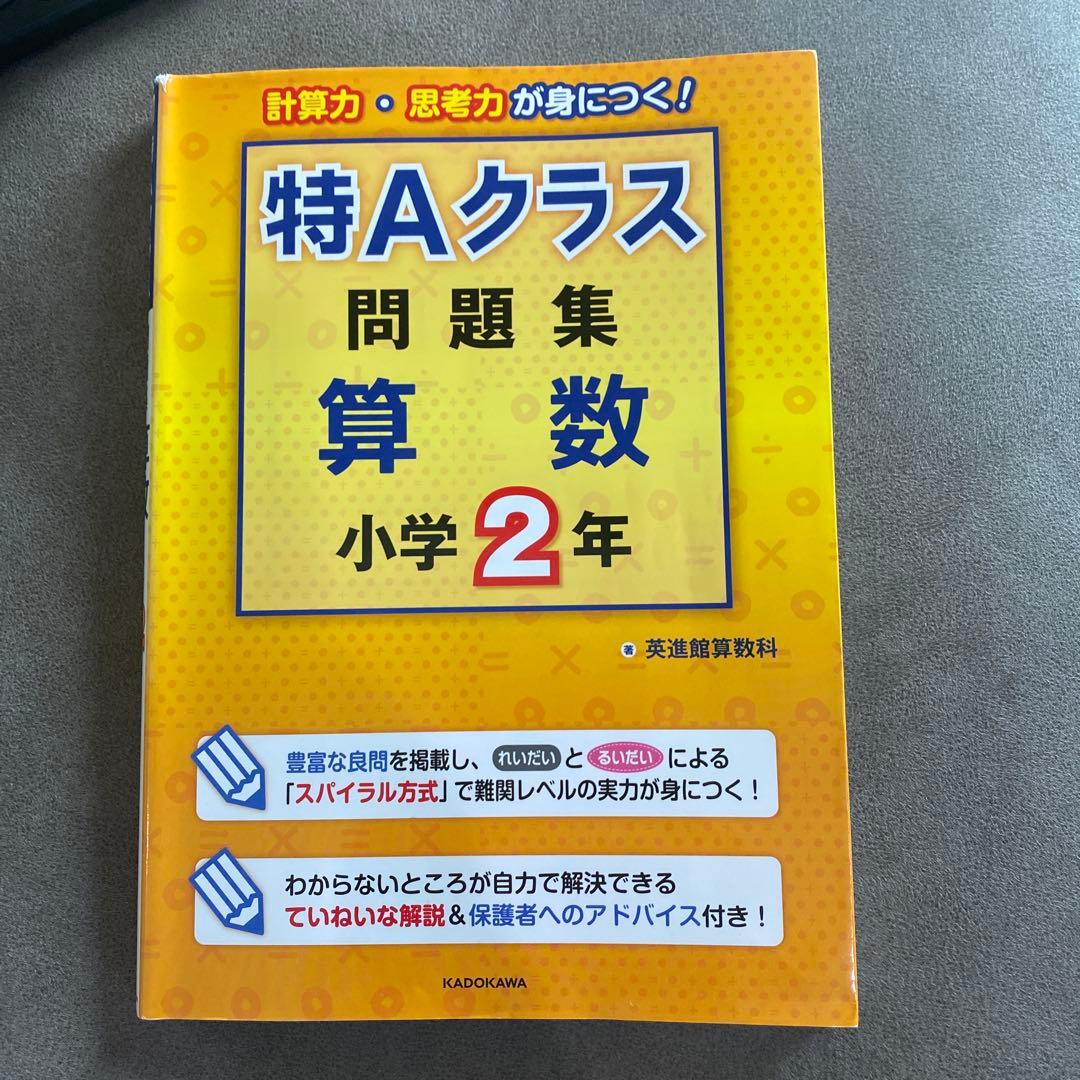 計算力・思考力が身につく!
特Aクラス
問題集
算数
小学2年
著 英進館算数科
豊富な良問を掲載し、れいだいとるいだいによる
「スパイラル方式」で難関レベルの実力が身につく!
わからないところが自力で解決できる
ていねいな解説&保護者へのアドバイス付き!
KADOKAWA